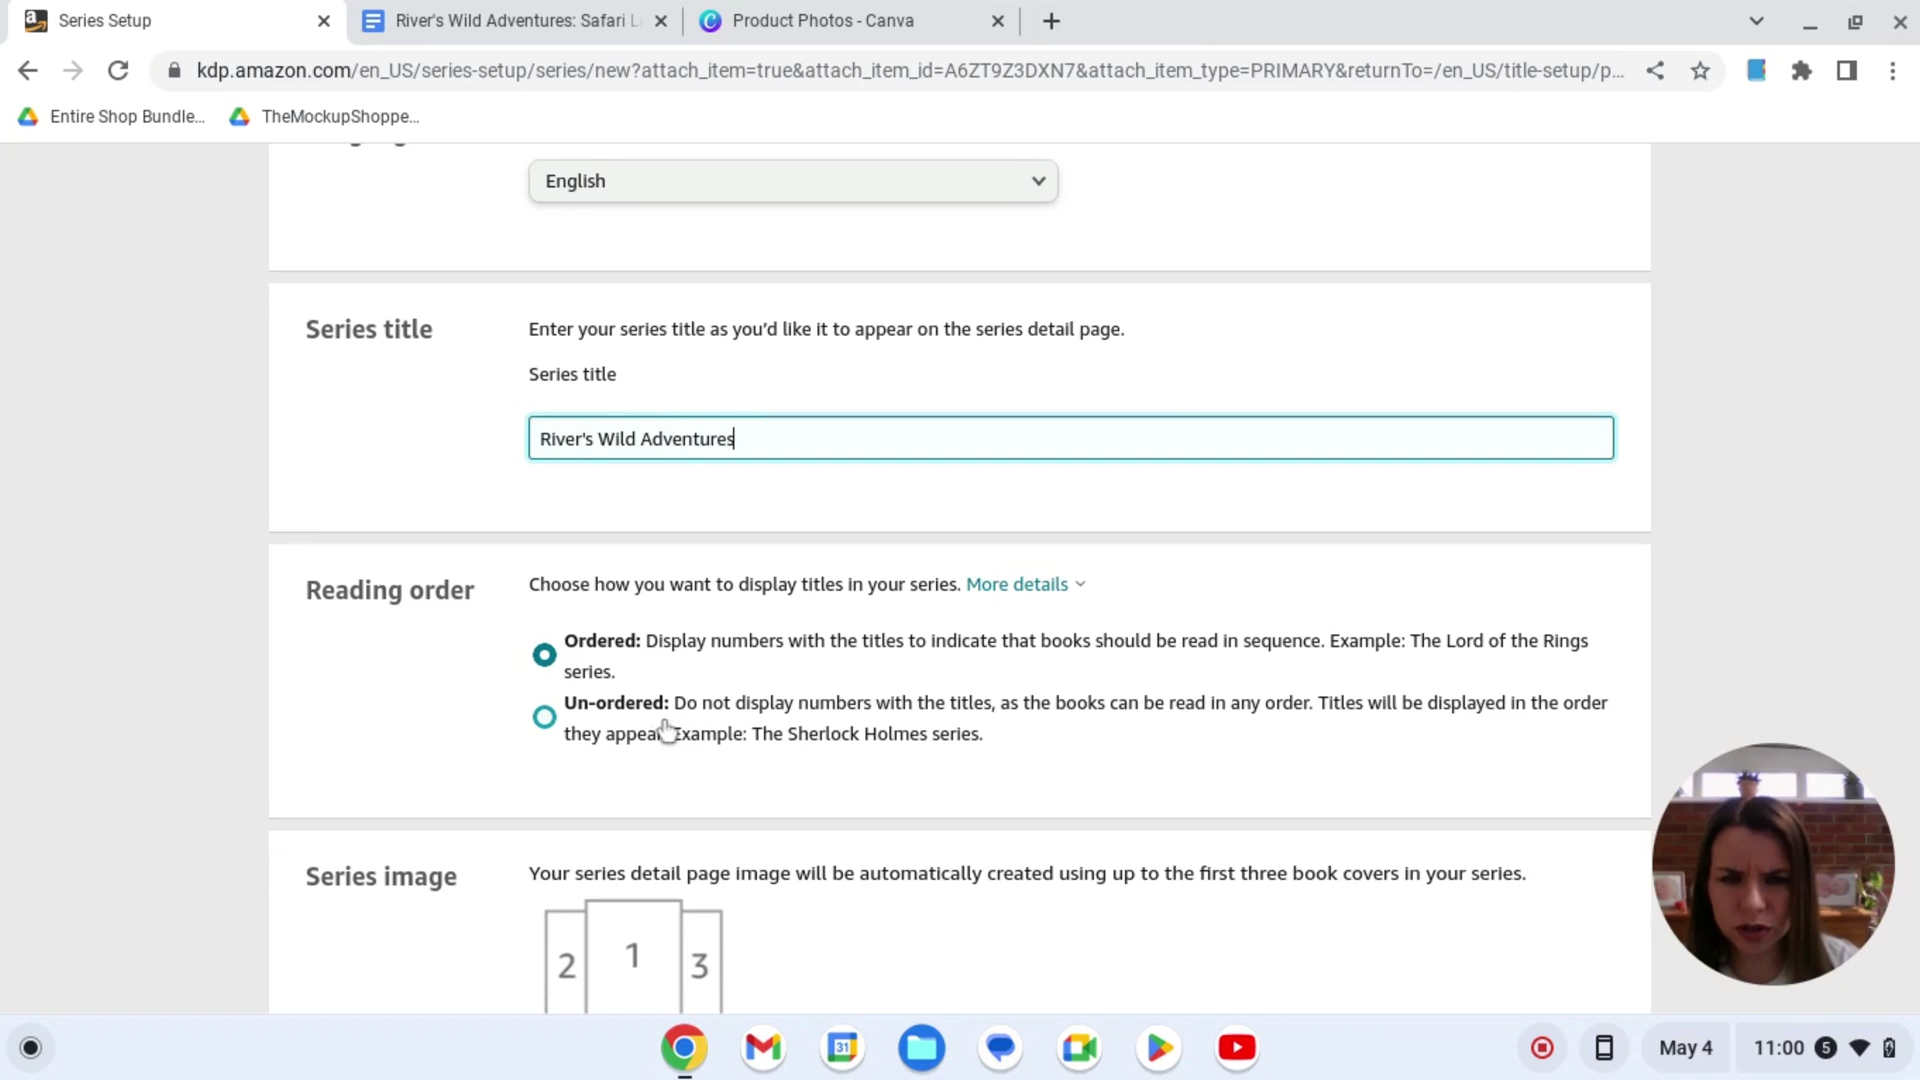 Series Setup
River's Wild Adventures: Safari L
Product Photos - Canva
kdp.amazon.com/en_US/series-setup/series/new?attach_item=true&attach_item_id=A6ZT9Z3DXN7&attach_item_type=PRIMARY&returnTo=/en_US/title-setup/p...
Entire Shop Bundle...
TheMockupShoppe...
English
Series title
Enter your series title as you'd like it to appear on the series detail page.
Series title
River's Wild Adventures
Reading order
Choose how you want to display titles in your series. More details
Ordered: Display numbers with the titles to indicate that books should be read in sequence. Example: The Lord of the Rings
series.
Un-ordered: Do not display numbers with the titles, as the books can be read in any order. Titles will be displayed in the order
they appear. Example: The Sherlock Holmes series.
Series image
Your series detail page image will be automatically created using up to the first three book covers in your series.
2 1 3
31
May 4
11:00
5